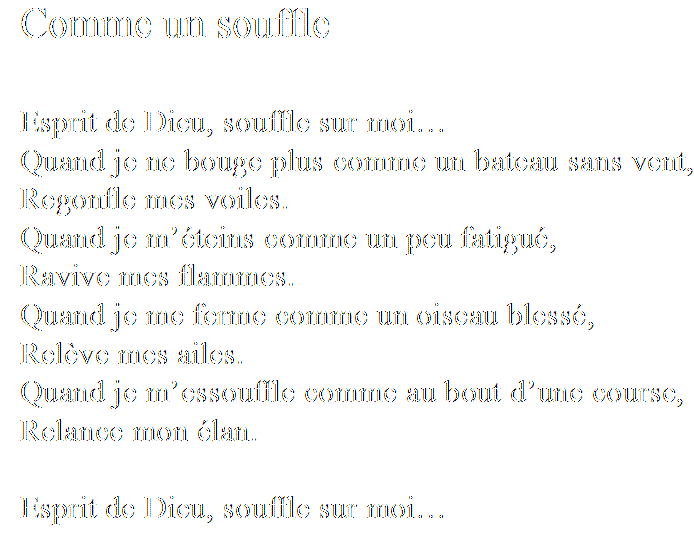 Comme un souffle
Esprit de Dieu, souffle sur moi…
Quand je ne bouge plus comme un bateau sans vent,
Regonfle mes voiles.
Quand je m’éteins comme un peu fatigué,
Ravive mes flammes.
Quand je me ferme comme un oiseau blessé,
Relève mes ailes.
Quand je m’essouffle comme au bout d’une course,
Relance mon élan.
Esprit de Dieu, souffle sur moi…